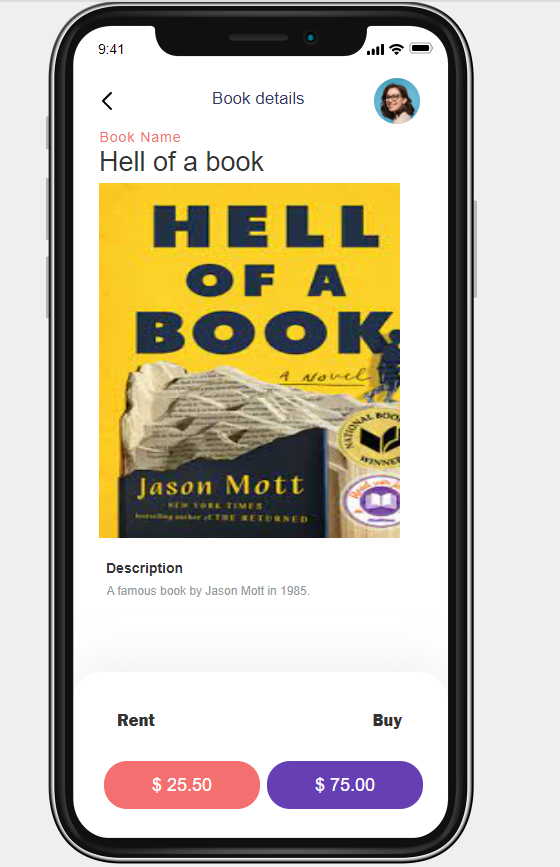 9:41
Book details
Book Name
Hell of a book
HELL
OF A
BOOK
A Novel
NATIONAL BOOK
WINNER
Jason Mott
NEW YORK TIMES
bestselling author of THE RETURNED
Read with
Description
A famous book by Jason Mott in 1985.
Rent
Buy
$ 25.50
$ 75.00